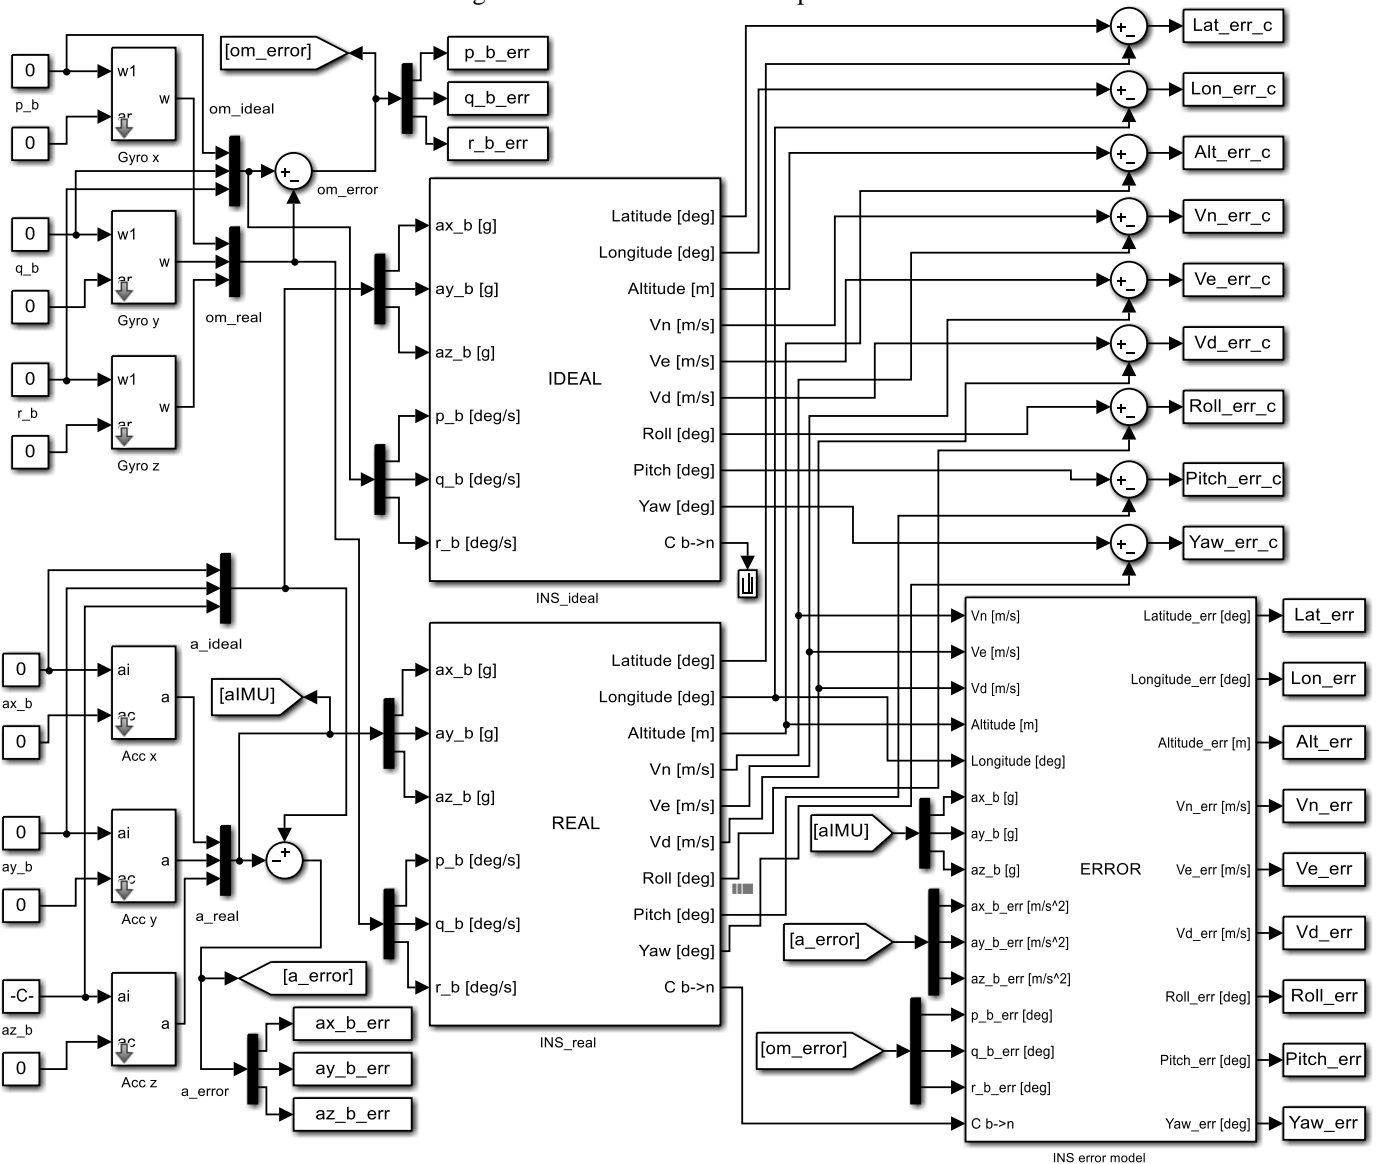 0
p_b
0
w1
w
ar
Gyro x
om_ideal
[om_error]
p_b_err
q_b_err
r_b_err
+
-
om_error
0
q_b
0
w1
w
ar
Gyro y
om_real
0
r_b
0
w1
w
ar
Gyro z
ax_b [g]
ay_b [g]
az_b [g]
p_b [deg/s]
q_b [deg/s]
r_b [deg/s]
IDEAL
Latitude [deg]
Longitude [deg]
Altitude [m]
Vn [m/s]
Ve [m/s]
Vd [m/s]
Roll [deg]
Pitch [deg]
Yaw [deg]
C b->n
INS_ideal
+
-
Lat_err_c
+
-
Lon_err_c
+
-
Alt_err_c
+
-
Vn_err_c
+
-
Ve_err_c
+
-
Vd_err_c
+
-
Roll_err_c
+
-
Pitch_err_c
+
-
Yaw_err_c
a_ideal
0
ax_b
0
ai
a
ac
Acc x
[aIMU]
0
ay_b
0
ai
a
ac
Acc y
a_real
-
+
-C-
az_b
0
ai
a
ac
Acc z
[a_error]
a_error
ax_b_err
ay_b_err
az_b_err
ax_b [g]
ay_b [g]
az_b [g]
p_b [deg/s]
q_b [deg/s]
r_b [deg/s]
REAL
Latitude [deg]
Longitude [deg]
Altitude [m]
Vn [m/s]
Ve [m/s]
Vd [m/s]
Roll [deg]
Pitch [deg]
Yaw [deg]
C b->n
INS_real
[aIMU]
[a_error]
[om_error]
Vn [m/s]
Ve [m/s]
Vd [m/s]
Altitude [m]
Longitude [deg]
ax_b [g]
ay_b [g]
az_b [g]
ax_b_err [m/s^2]
ay_b_err [m/s^2]
az_b_err [m/s^2]
p_b_err [deg]
q_b_err [deg]
r_b_err [deg]
C b->n
ERROR
Latitude_err [deg]
Longitude_err [deg]
Altitude_err [m]
Vn_err [m/s]
Ve_err [m/s]
Vd_err [m/s]
Roll_err [deg]
Pitch_err [deg]
Yaw_err [deg]
INS error model
Lat_err
Lon_err
Alt_err
Vn_err
Ve_err
Vd_err
Roll_err
Pitch_err
Yaw_err